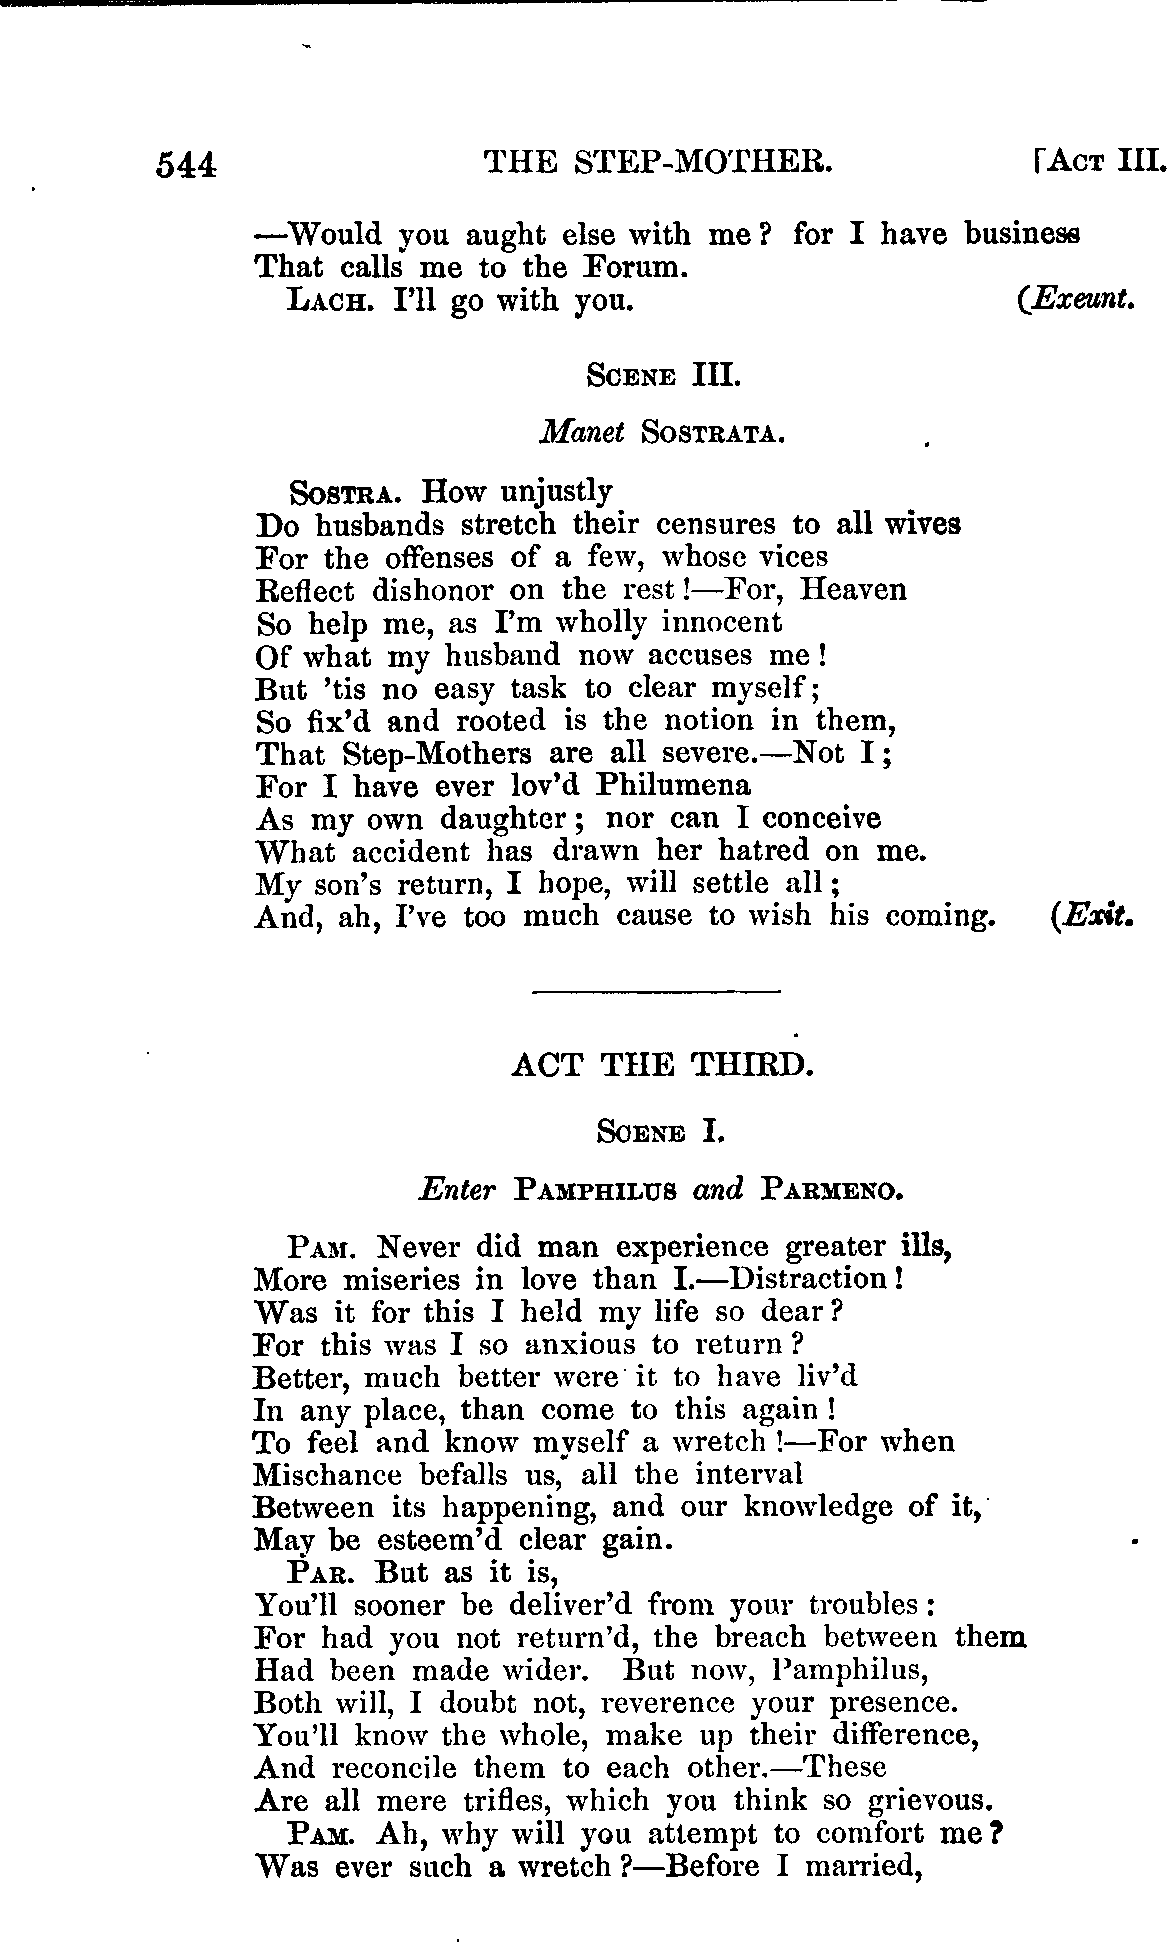 544 THE STEP-MOTHER. [ACT III.
—Would you aught else with me? for I have business
That calls me to the Forum.
LACH. I'll go with you. (Exeunt.
SCENE III.
Manet SOSTRATA.
SOSTRA. How unjustly
Do husbands stretch their censures to all wives
For the offenses of a few, whose vices
Reflect dishonor on the rest!—For, Heaven
So help me, as I'm wholly innocent
Of what my husband now accuses me!
But 'tis no easy task to clear myself;
So fix'd and rooted is the notion in them,
That Step-Mothers are all severe.—Not I;
For I have ever lov'd Philumena
As my own daughter; nor can I conceive
What accident has drawn her hatred on me.
My son's return, I hope, will settle all;
And, ah, I've too much cause to wish his coming. (Exit.
ACT THE THIRD.
SCENE I.
Enter PAMPHILUS and PARMENO.
PAM. Never did man experience greater ills,
More miseries in love than I.—Distraction!
Was it for this I held my life so dear?
For this was I so anxious to return?
Better, much better were it to have liv'd
In any place, than come to this again!
To feel and know myself a wretch!—For when
Mischance befalls us, all the interval
Between its happening, and our knowledge of it,
May be esteem'd clear gain.
PAR. But as it is,
You'll sooner be deliver'd from your troubles:
For had you not return'd, the breach between them
Had been made wider. But now, Pamphilus,
Both will, I doubt not, reverence your presence.
You'll know the whole, make up their difference,
And reconcile them to each other.—These
Are all mere trifles, which you think so grievous.
PAM. Ah, why will you attempt to comfort me?
Was ever such a wretch?—Before I married,